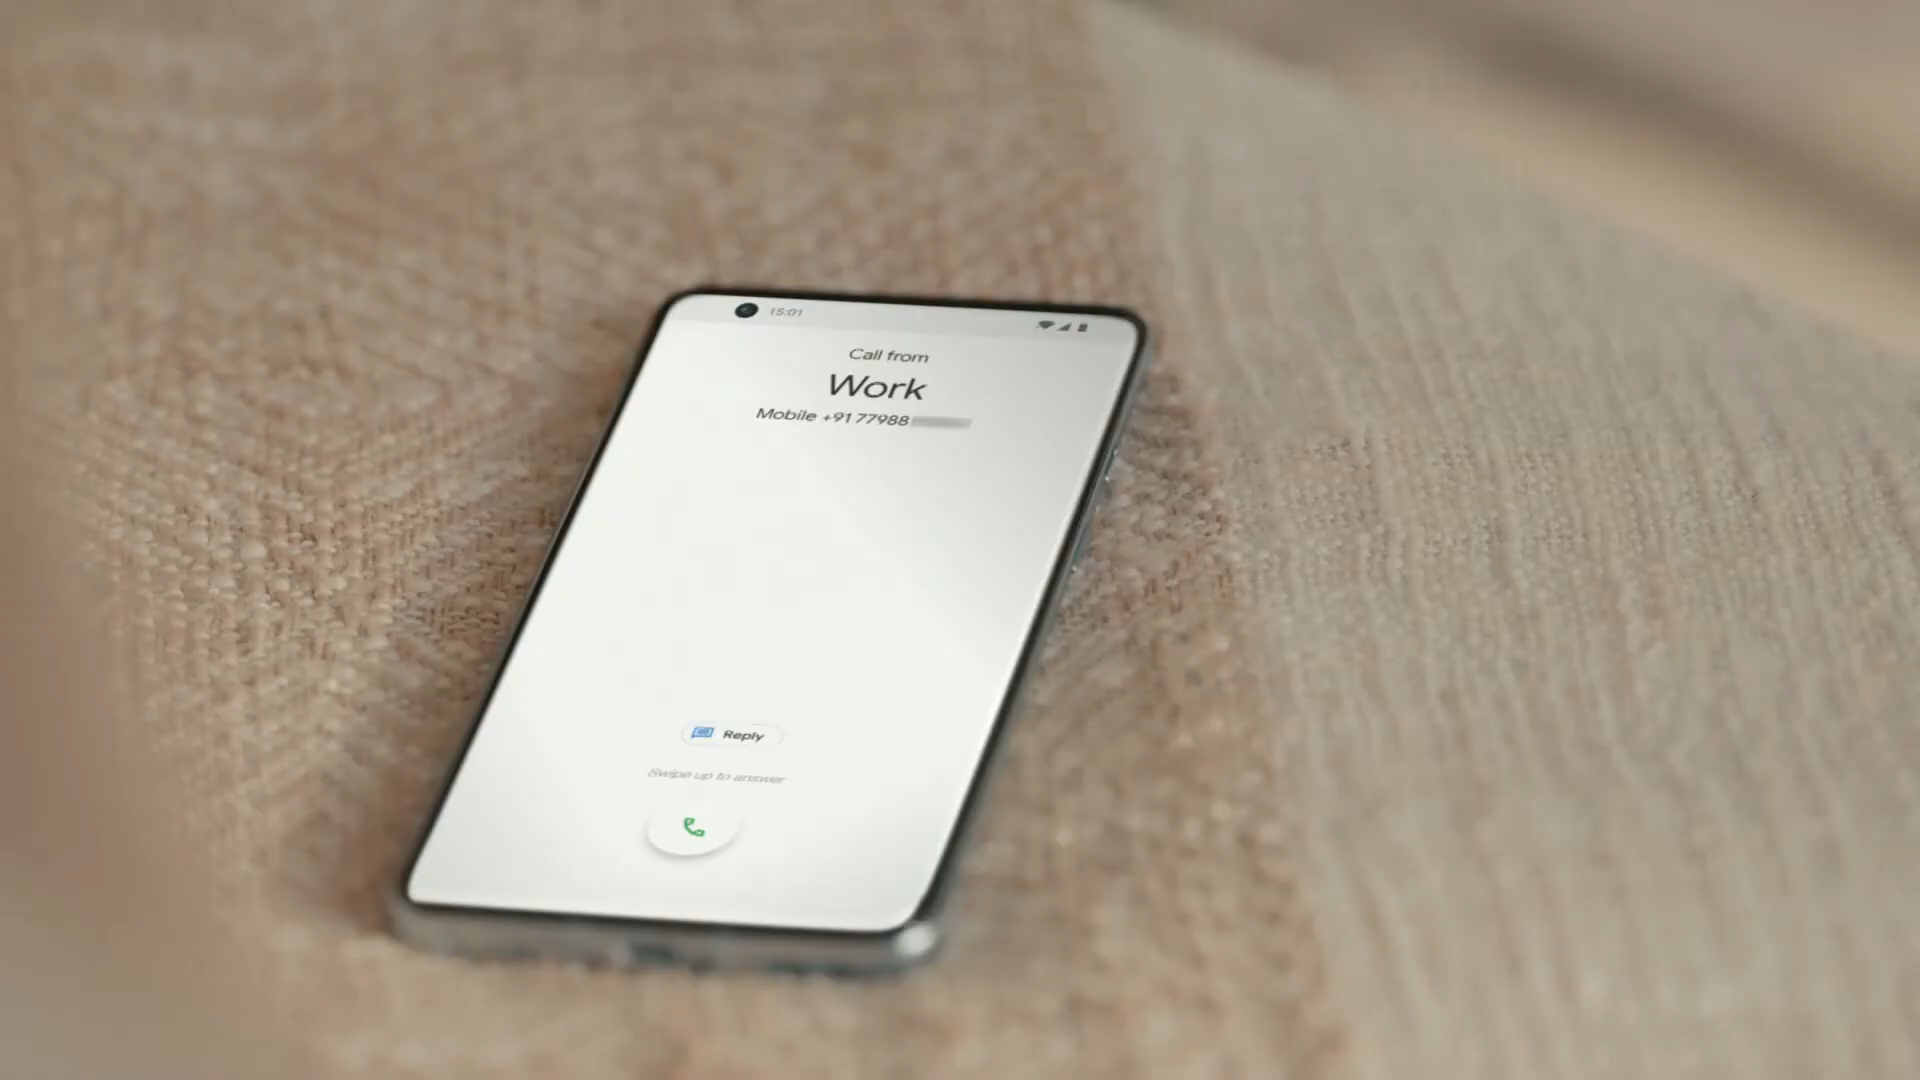 15:01
Call from
Work
Mobile +91 77988
Reply
Swipe up to answer